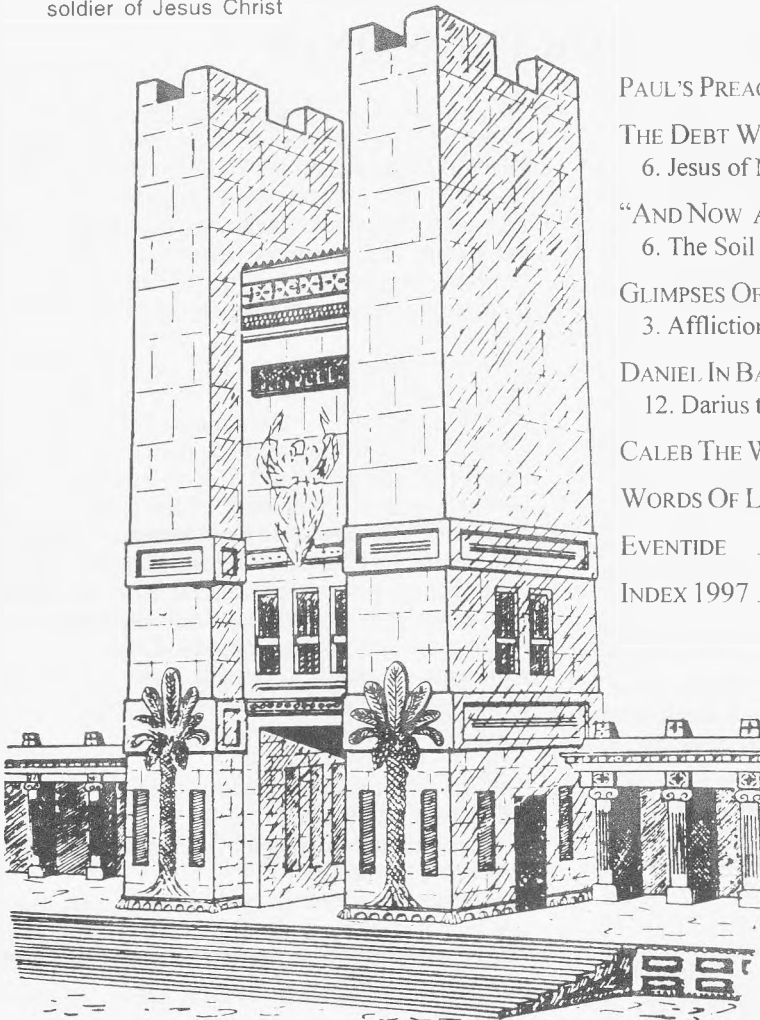 soldier of Jesus Christ
PAUL'S PREA
THE DEBT W
6. Jesus of
"AND NOW
6. The Soil
GLIMPSES OF
3. Affliction
DANIEL IN BA
12. Darius t
CALEB THE W
WORDS OF L
EVENTIDE
INDEX 1997